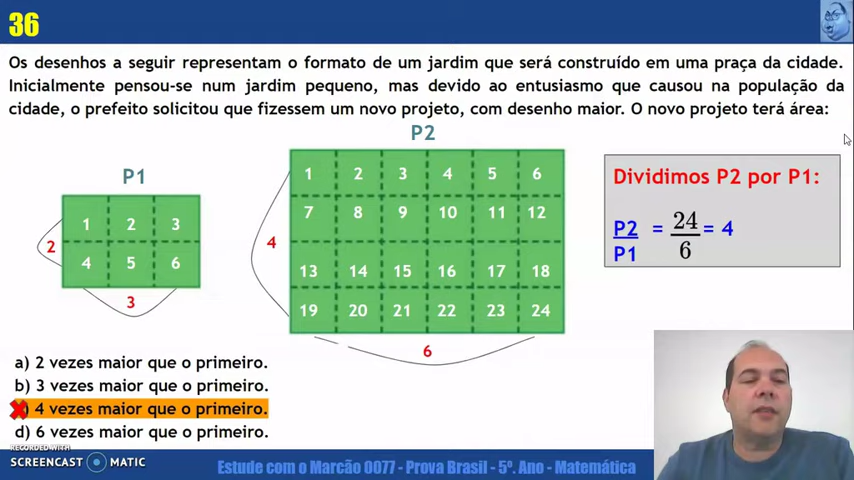 36
Os desenhos a seguir representam o formato de um jardim que será construído em uma praça da cidade.
Inicialmente pensou-se num jardim pequeno, mas devido ao entusiasmo que causou na população da
cidade, o prefeito solicitou que fizessem um novo projeto, com desenho maior. O novo projeto terá área:
P1
1 2 3
4 5 6
2
3
P2
1 2 3 4 5 6
7 8 9 10 11 12
13 14 15 16 17 18
19 20 21 22 23 24
4
6
Dividimos P2 por P1:
P2/P1 = 24/6 = 4
a) 2 vezes maior que o primeiro.
b) 3 vezes maior que o primeiro.
) 4 vezes maior que o primeiro.
d) 6 vezes maior que o primeiro.
RECORDED WITH
SCREENCAST MATIC
Estude com o Marcão 0077 - Prova Brasil - 5º. Ano - Matemática